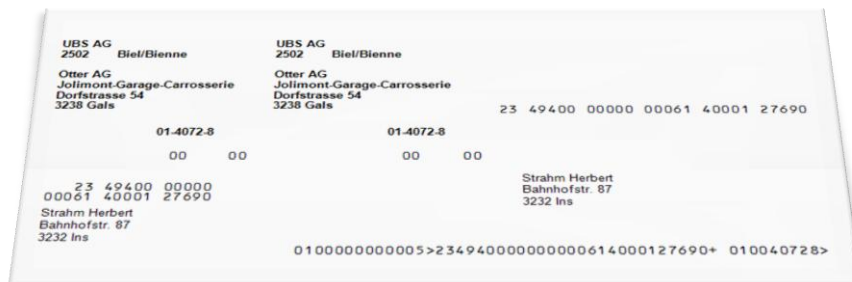 UBS AG
2502 Biel/Bienne
Otter AG
Jolimont-Garage-Carrosserie
Dorfstrasse 54
3238 Gals
01-4072-8
00 00
23 49400 00000
00061 40001 27690
Strahm Herbert
Bahnhofstr. 87
3232 Ins
UBS AG
2502 Biel/Bienne
Otter AG
Jolimont-Garage-Carrosserie
Dorfstrasse 54
3238 Gals
01-4072-8
00 00
23 49400 00000 00061 40001 27690
Strahm Herbert
Bahnhofstr. 87
3232 Ins
0100000000005>234940000000000614000127690+ 010040728>